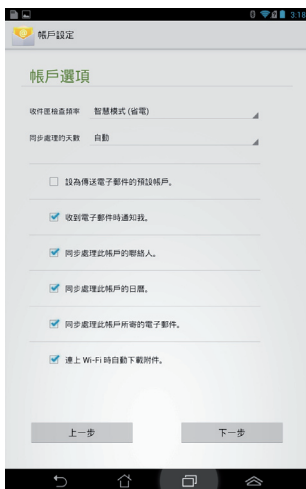 3:18
帳戶設定
帳戶選項
收件匣檢查頻率 智慧模式 (省電)
同步處理的天數 自動
設為傳送電子郵件的預設帳戶。
收到電子郵件時通知我。
同步處理此帳戶的聯絡人。
同步處理此帳戶的日曆。
同步處理此帳戶所寄的電子郵件。
連上 Wi-Fi 時自動下載附件。
上一步 下一步